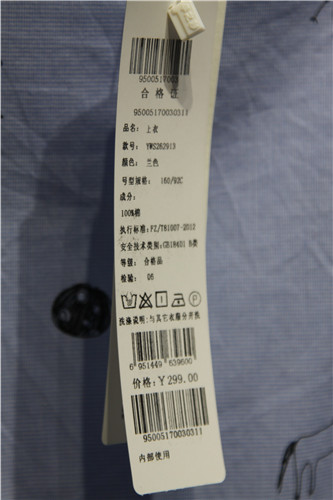 9500517003
合格证
95005170030311
品名: 上衣
款号: YWS262913
颜色: 兰色
号型规格: 160/92C
成分:
100%棉
执行标准:FZ/T81007-2012
安全技术类别:GB18401 B类
等级: 合格品
检验: 06
洗涤说明:与其它衣服分开洗
6 951449 639600
价格:￥299.00
95005170030311
内部使用